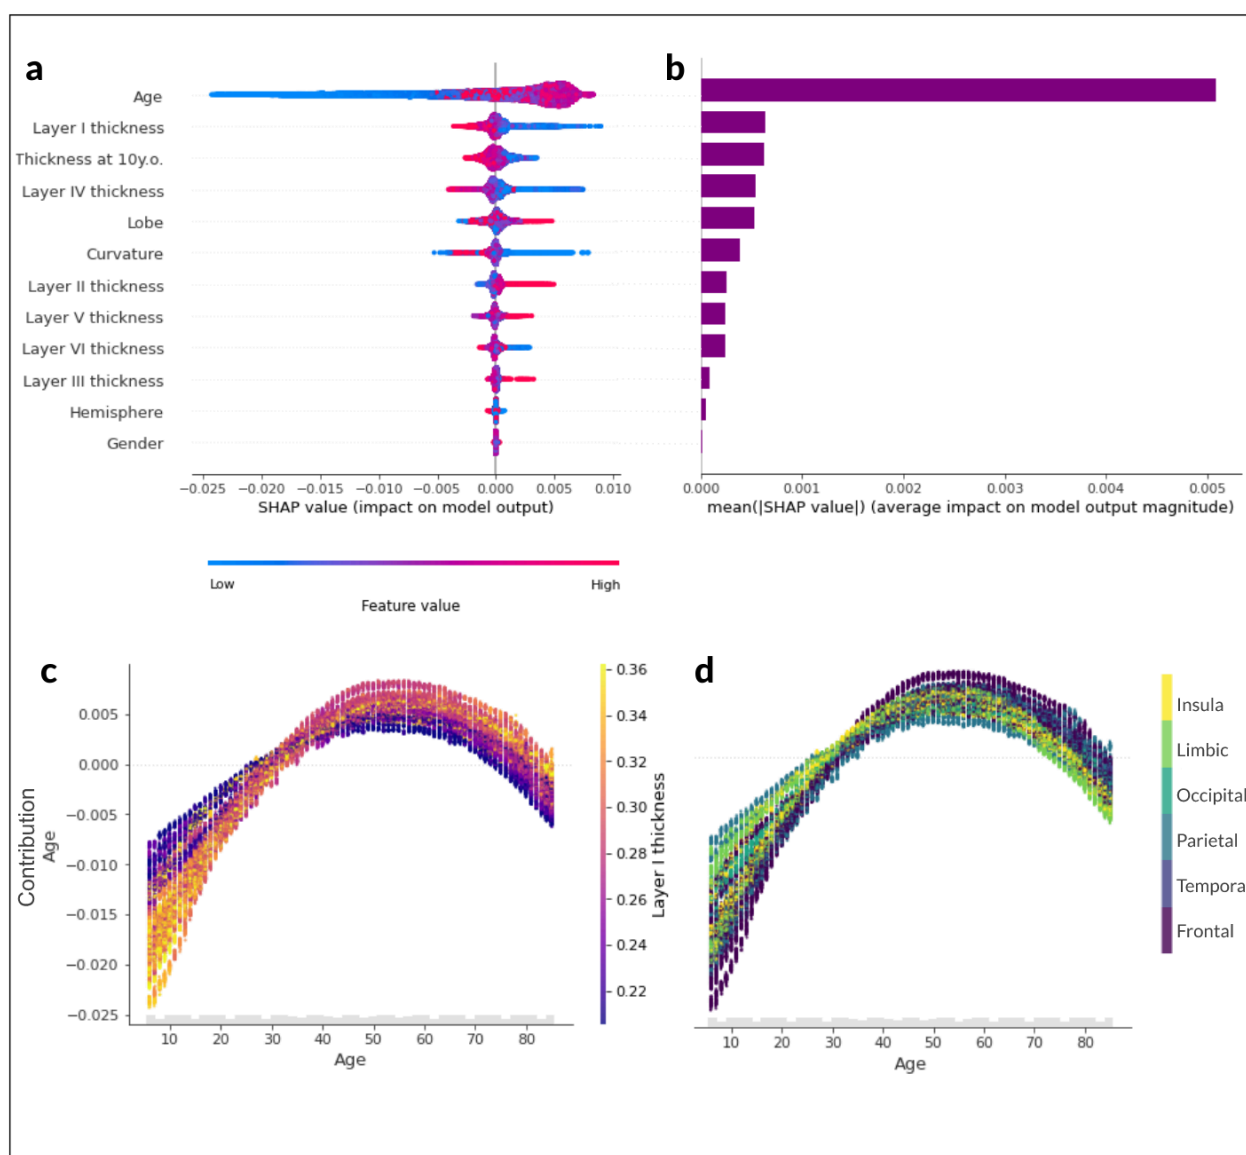 a
b
Age
Layer I thickness
Thickness at 10y.o.
Layer IV thickness
Lobe
Curvature
Layer II thickness
Layer V thickness
Layer VI thickness
Layer III thickness
Hemisphere
Gender
−0.025 −0.020 −0.015 −0.010 −0.005 0.000 0.005 0.010
SHAP value (impact on model output)
0.000 0.001 0.002 0.003 0.004 0.005
mean(|SHAP value|) (average impact on model output magnitude)
Low
High
Feature value
c
0.005
0.000
−0.005
−0.010
−0.015
−0.020
−0.025
Contribution
Age
10 20 30 40 50 60 70 80
Age
0.36
0.34
0.32
0.30
0.28
0.26
0.24
0.22
Layer I thickness
d
10 20 30 40 50 60 70 80
Age
Insula
Limbic
Occipital
Parietal
Tempora
Frontal